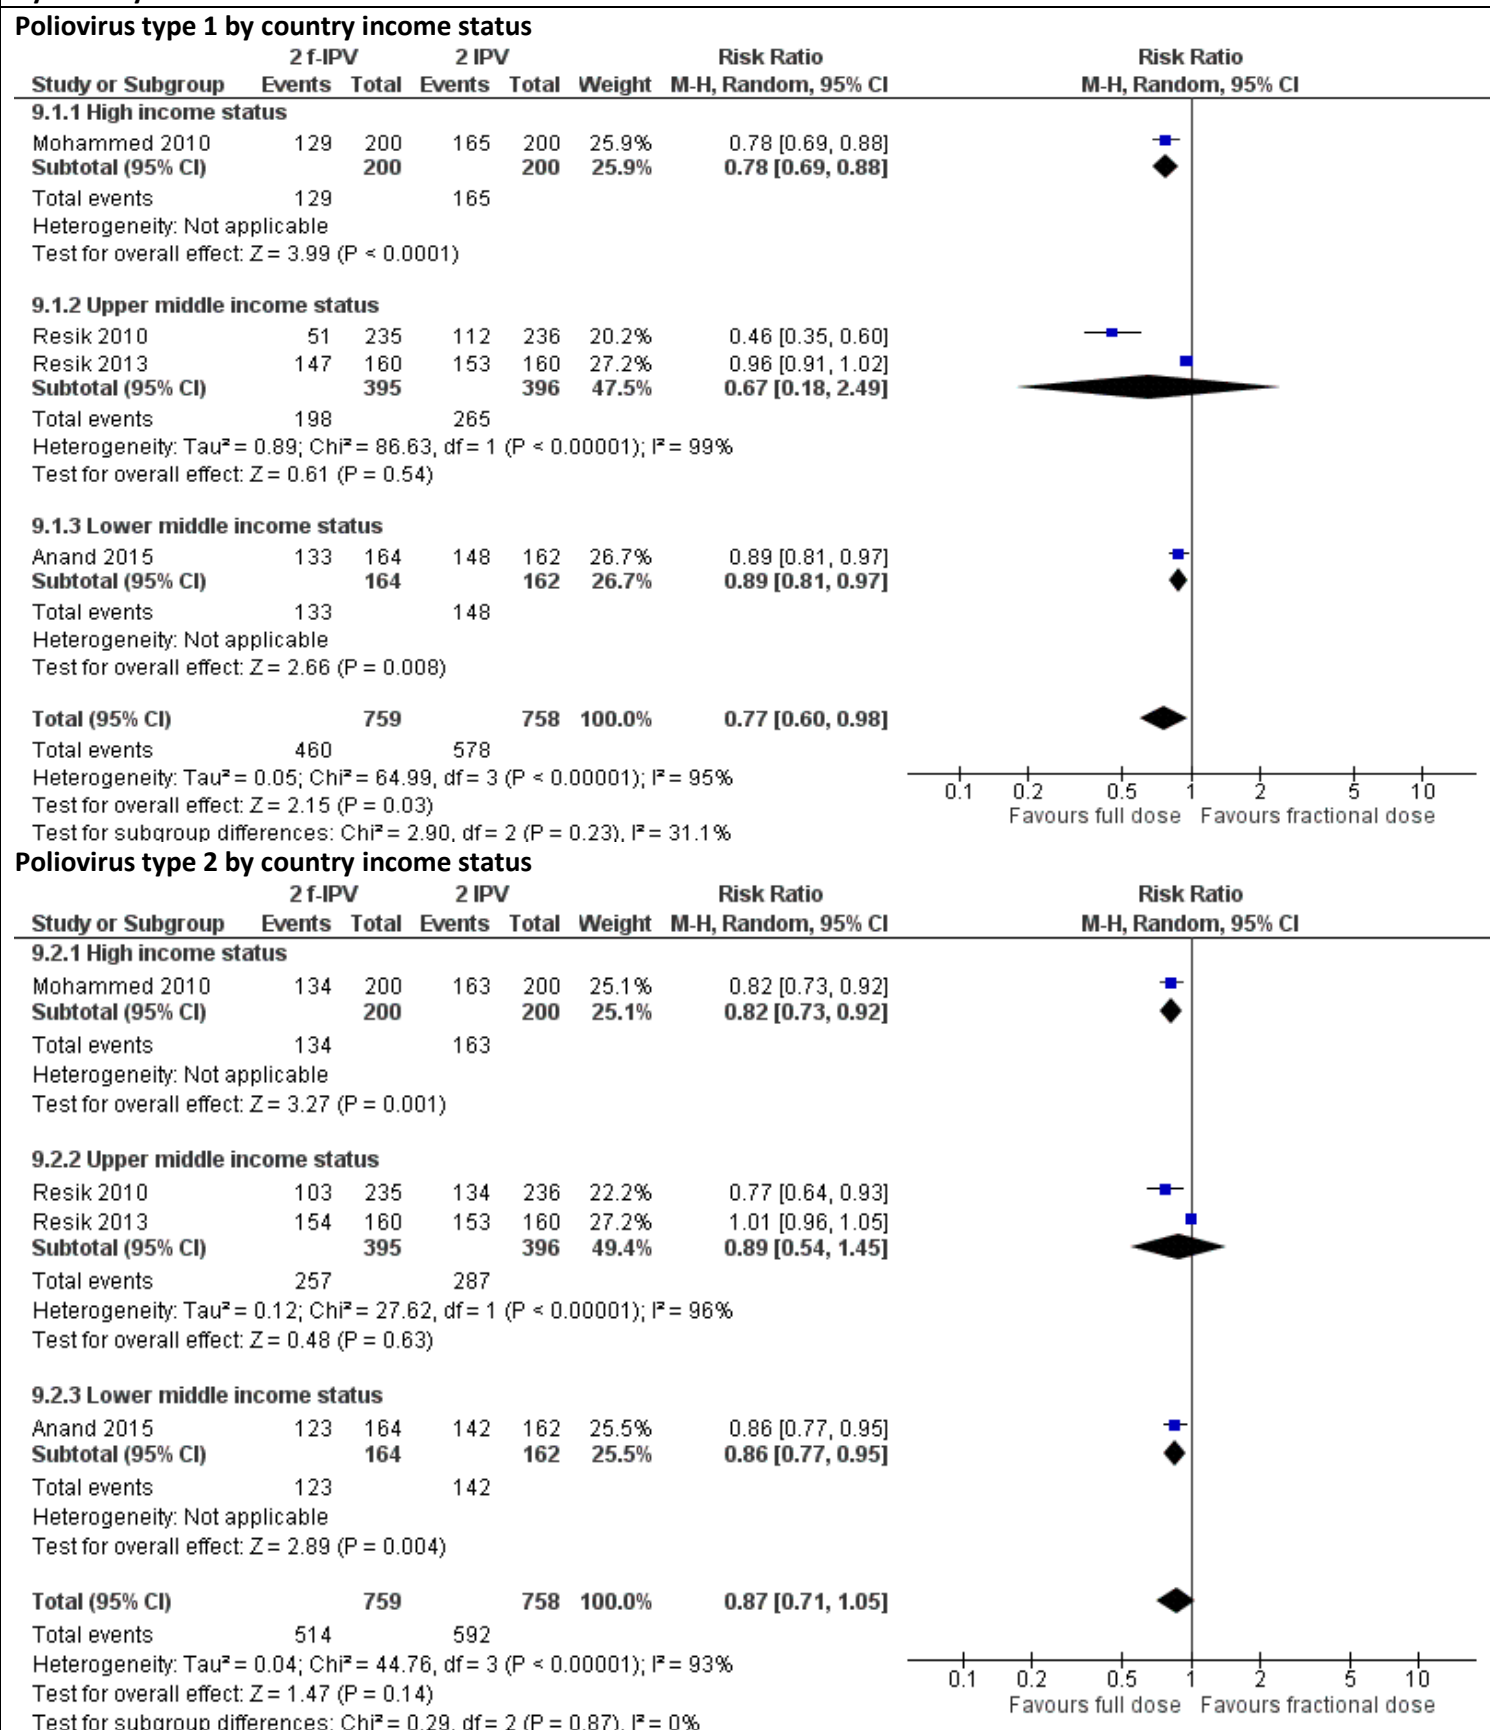 Poliovirus type 1 by country income status
2 f-IPV 2 IPV Risk Ratio Risk Ratio
Study or Subgroup Events Total Events Total Weight M-H, Random, 95% CI M-H, Random, 95% CI
9.1.1 High income status
Mohammed 2010 129 200 165 200 25.9% 0.78 [0.69, 0.88]
Subtotal (95% CI) 200 200 25.9% 0.78 [0.69, 0.88]
Total events 129 165
Heterogeneity: Not applicable
Test for overall effect: Z = 3.99 (P < 0.0001)
9.1.2 Upper middle income status
Resik 2010 51 235 112 236 20.2% 0.46 [0.35, 0.60]
Resik 2013 147 160 153 160 27.2% 0.96 [0.91, 1.02]
Subtotal (95% CI) 395 396 47.5% 0.67 [0.18, 2.49]
Total events 198 265
Heterogeneity: Tau² = 0.89; Chi² = 86.63, df = 1 (P < 0.00001); I² = 99%
Test for overall effect: Z = 0.61 (P = 0.54)
9.1.3 Lower middle income status
Anand 2015 133 164 148 162 26.7% 0.89 [0.81, 0.97]
Subtotal (95% CI) 164 162 26.7% 0.89 [0.81, 0.97]
Total events 133 148
Heterogeneity: Not applicable
Test for overall effect: Z = 2.66 (P = 0.008)
Total (95% CI) 759 758 100.0% 0.77 [0.60, 0.98]
Total events 460 578
Heterogeneity: Tau² = 0.05; Chi² = 64.99, df = 3 (P < 0.00001); I² = 95%
Test for overall effect: Z = 2.15 (P = 0.03)
Test for subgroup differences: Chi² = 2.90, df = 2 (P = 0.23), I² = 31.1%
0.1 0.2 0.5 1 2 5 10
Favours full dose Favours fractional dose
Poliovirus type 2 by country income status
2 f-IPV 2 IPV Risk Ratio Risk Ratio
Study or Subgroup Events Total Events Total Weight M-H, Random, 95% CI M-H, Random, 95% CI
9.2.1 High income status
Mohammed 2010 134 200 163 200 25.1% 0.82 [0.73, 0.92]
Subtotal (95% CI) 200 200 25.1% 0.82 [0.73, 0.92]
Total events 134 163
Heterogeneity: Not applicable
Test for overall effect: Z = 3.27 (P = 0.001)
9.2.2 Upper middle income status
Resik 2010 103 235 134 236 22.2% 0.77 [0.64, 0.93]
Resik 2013 154 160 153 160 27.2% 1.01 [0.96, 1.05]
Subtotal (95% CI) 395 396 49.4% 0.89 [0.54, 1.45]
Total events 257 287
Heterogeneity: Tau² = 0.12; Chi² = 27.62, df = 1 (P < 0.00001); I² = 96%
Test for overall effect: Z = 0.48 (P = 0.63)
9.2.3 Lower middle income status
Anand 2015 123 164 142 162 25.5% 0.86 [0.77, 0.95]
Subtotal (95% CI) 164 162 25.5% 0.86 [0.77, 0.95]
Total events 123 142
Heterogeneity: Not applicable
Test for overall effect: Z = 2.89 (P = 0.004)
Total (95% CI) 759 758 100.0% 0.87 [0.71, 1.05]
Total events 514 592
Heterogeneity: Tau² = 0.04; Chi² = 44.76, df = 3 (P < 0.00001); I² = 93%
Test for overall effect: Z = 1.47 (P = 0.14)
Test for subgroup differences: Chi² = 0.29, df = 2 (P = 0.87), I² = 0%
0.1 0.2 0.5 1 2 5 10
Favours full dose Favours fractional dose